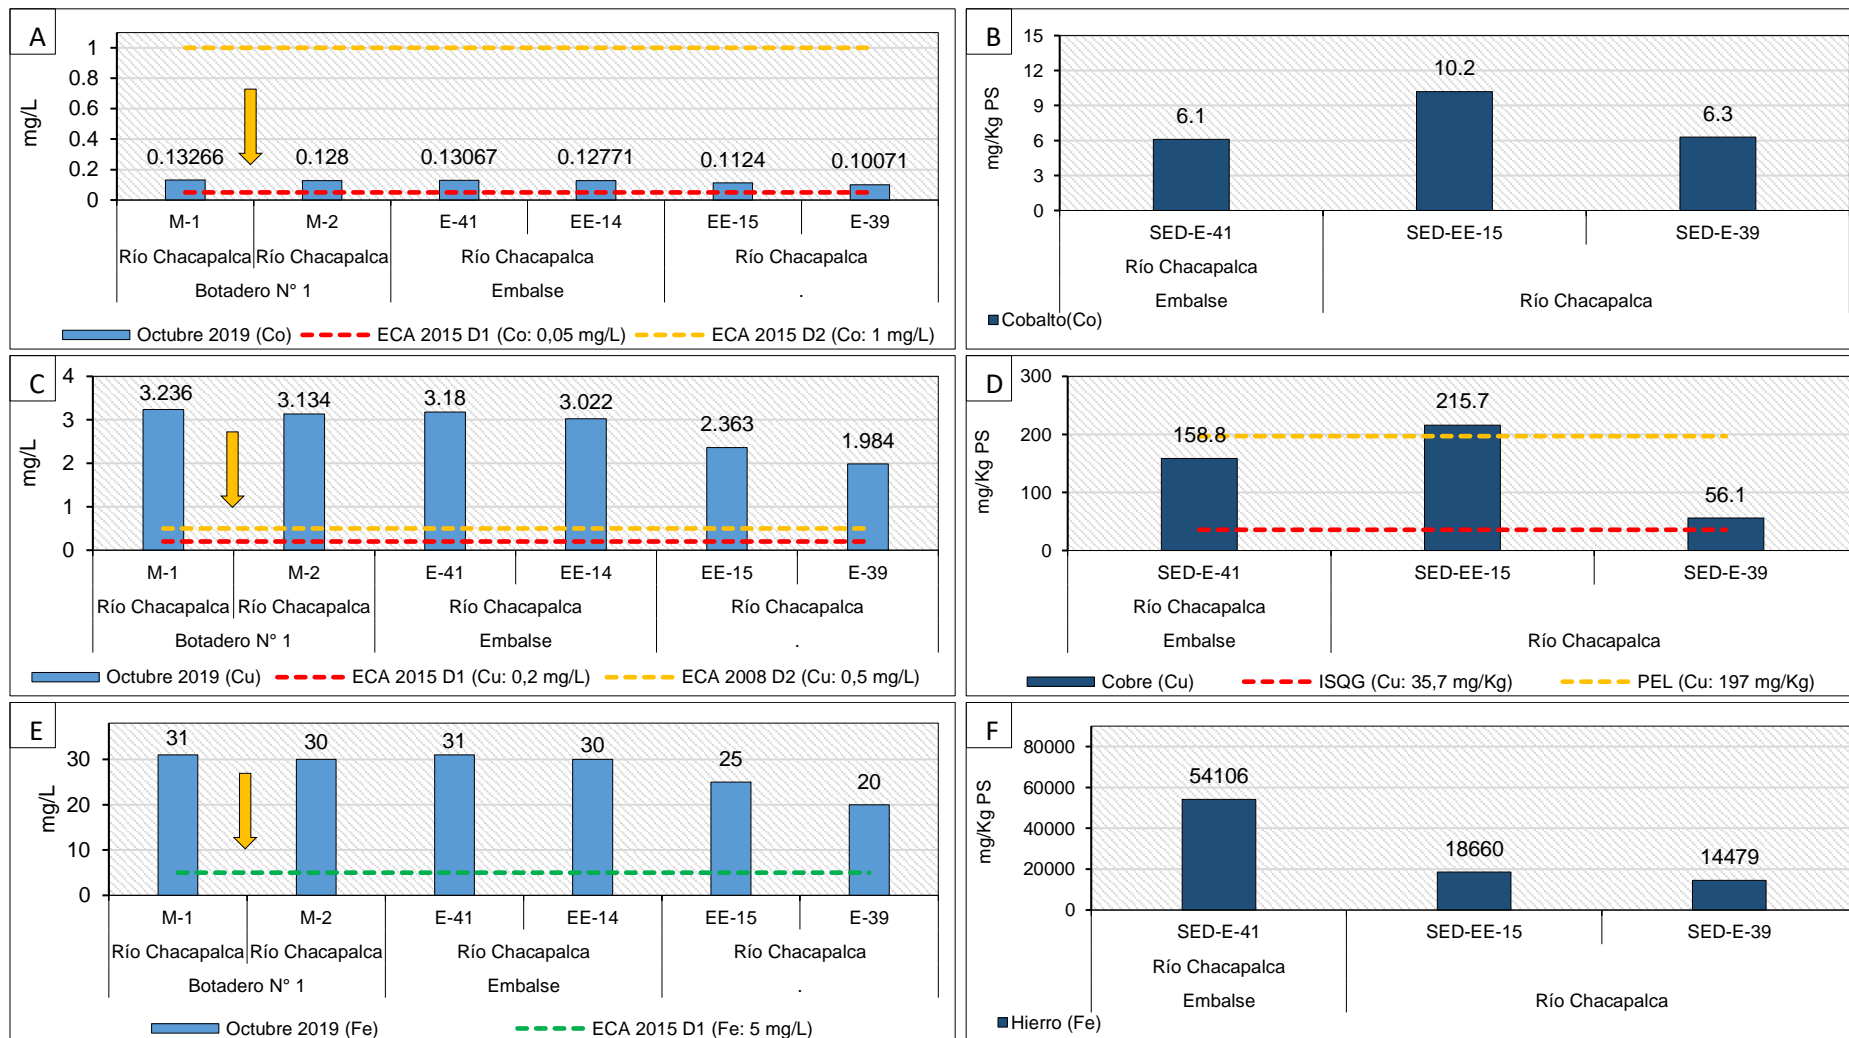 A
mg/L
1
0.8
0.6
0.4
0.2
0
0.13266
0.128
0.13067
0.12771
0.1124
0.10071
M-1
M-2
E-41
EE-14
EE-15
E-39
Río Chacapalca
Río Chacapalca
Río Chacapalca
Río Chacapalca
Botadero N° 1
Embalse
.
Octubre 2019 (Co)
ECA 2015 D1 (Co: 0,05 mg/L)
ECA 2015 D2 (Co: 1 mg/L)
B
mg/Kg PS
15
12
9
6
3
0
6.1
10.2
6.3
SED-E-41
SED-EE-15
SED-E-39
Río Chacapalca
Embalse
Río Chacapalca
Cobalto(Co)
C
mg/L
4
3
2
1
0
3.236
3.134
3.18
3.022
2.363
1.984
M-1
M-2
E-41
EE-14
EE-15
E-39
Río Chacapalca
Río Chacapalca
Río Chacapalca
Río Chacapalca
Botadero N° 1
Embalse
.
Octubre 2019 (Cu)
ECA 2015 D1 (Cu: 0,2 mg/L)
ECA 2008 D2 (Cu: 0,5 mg/L)
D
mg/Kg PS
300
200
100
0
158.8
215.7
56.1
SED-E-41
SED-EE-15
SED-E-39
Río Chacapalca
Embalse
Río Chacapalca
Cobre (Cu)
ISQG (Cu: 35,7 mg/Kg)
PEL (Cu: 197 mg/Kg)
E
mg/L
30
20
10
0
31
30
31
30
25
20
M-1
M-2
E-41
EE-14
EE-15
E-39
Río Chacapalca
Río Chacapalca
Río Chacapalca
Río Chacapalca
Botadero N° 1
Embalse
.
Octubre 2019 (Fe)
ECA 2015 D1 (Fe: 5 mg/L)
F
mg/Kg PS
80000
60000
40000
20000
0
54106
18660
14479
SED-E-41
SED-EE-15
SED-E-39
Río Chacapalca
Embalse
Río Chacapalca
Hierro (Fe)